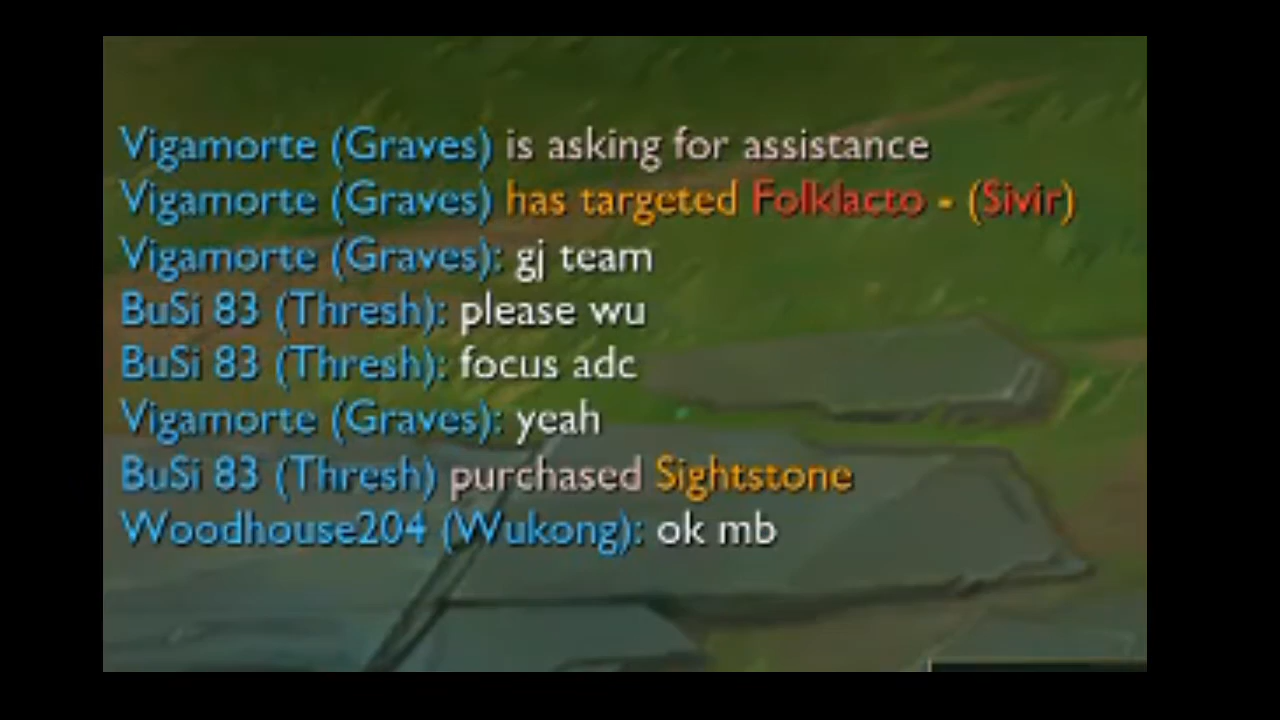 Vigamorte (Graves) is asking for assistance
Vigamorte (Graves) has targeted Folklacto - (Sivir)
Vigamorte (Graves): gj team
BuSi 83 (Thresh): please wu
BuSi 83 (Thresh): focus adc
Vigamorte (Graves): yeah
BuSi 83 (Thresh) purchased Sightstone
Woodhouse204 (Wukong): ok mb